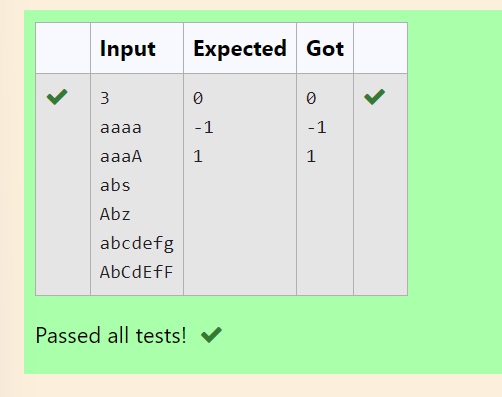 Input Expected Got
3 0 0
aaaa -1 -1
aaaA 1 1
abs
Abz
abcdefg
AbCdEfF
Passed all tests!